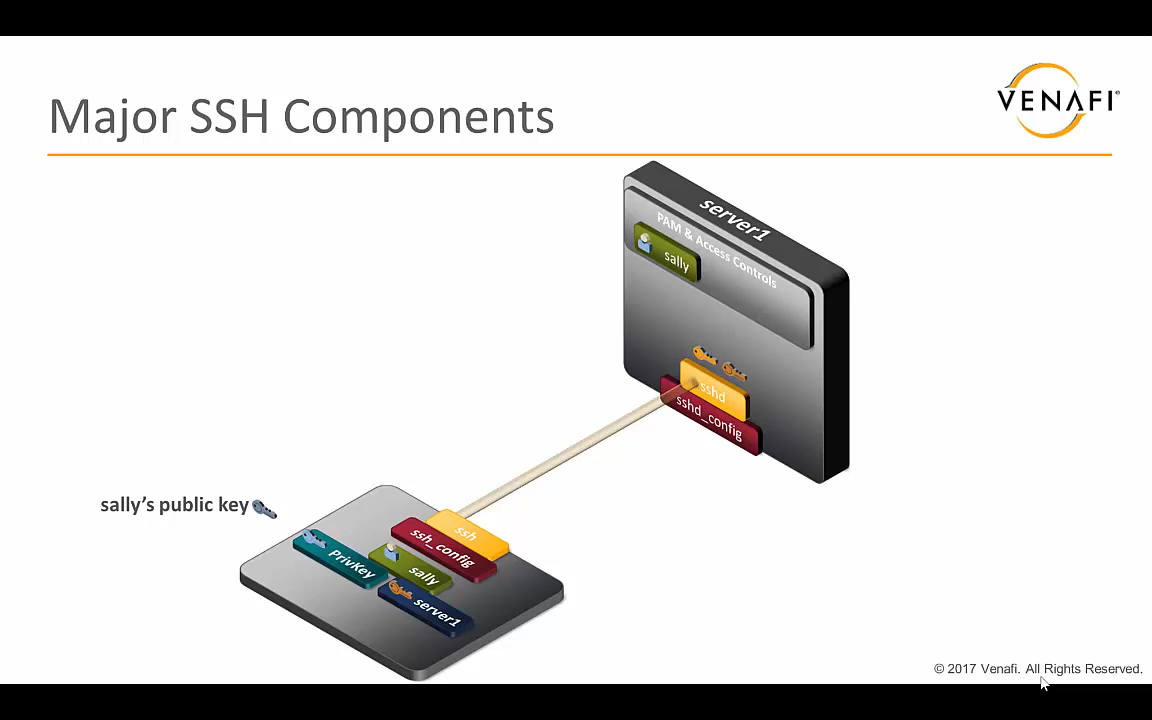 Major SSH Components
VENAFI®
server1
PAM & Access Controls
sally
sshd
sshd_config
sally’s public key
ssh
ssh_config
PrivKey
sally
server1
© 2017 Venafi. All Rights Reserved.